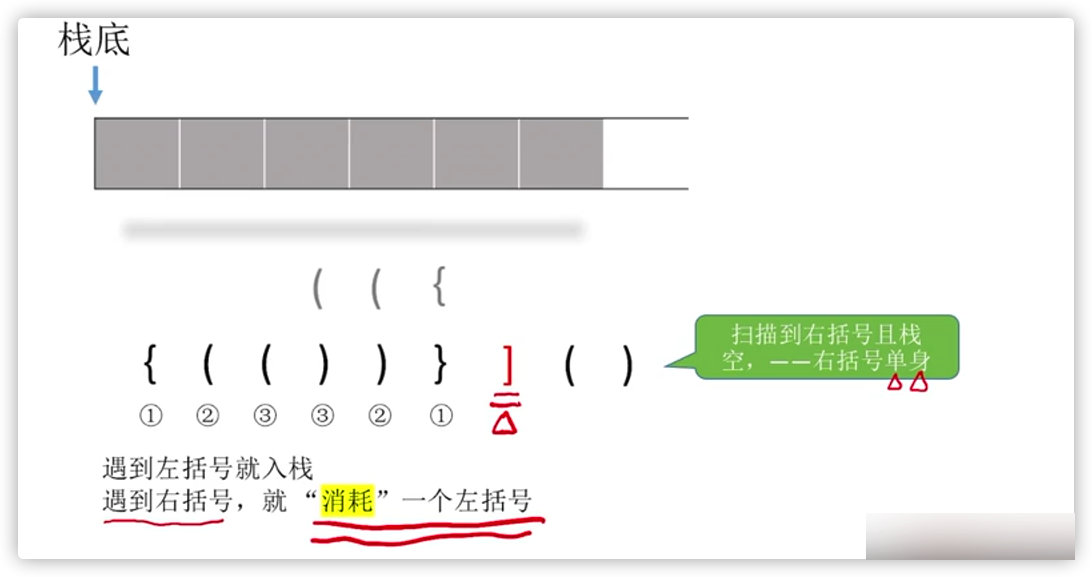 栈底
( ( {
{ ( ( ) ) } ] ( )
① ② ③ ③ ② ①
扫描到右括号且栈
空，——右括号单身
遇到左括号就入栈
遇到右括号，就“消耗”一个左括号